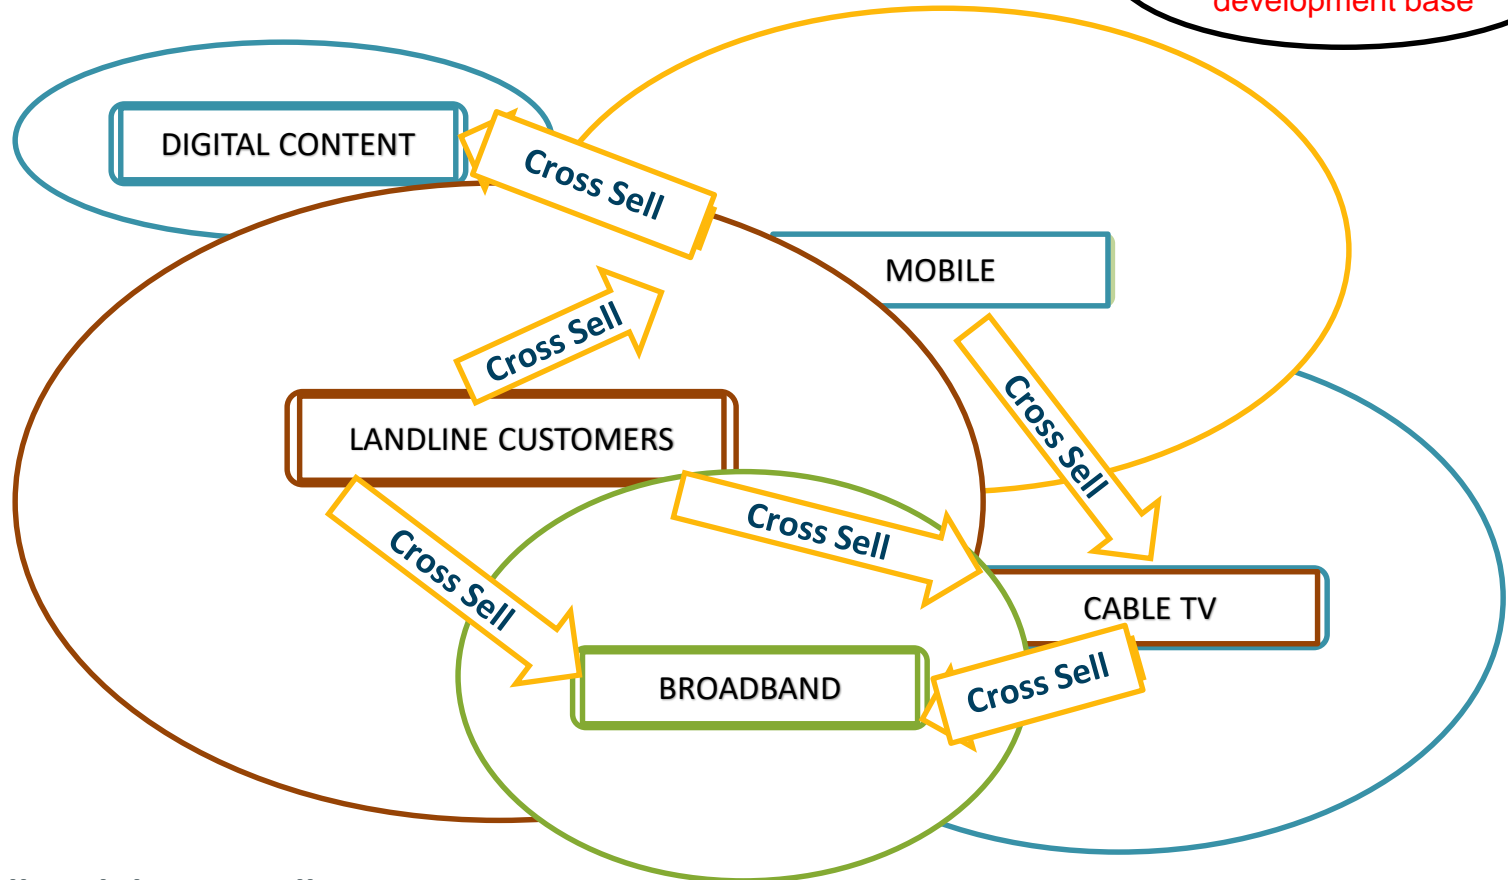 development base
DIGITAL CONTENT
Cross Sell
MOBILE
Cross Sell
Cross Sell
LANDLINE CUSTOMERS
Cross Sell
Cross Sell
CABLE TV
Cross Sell
BROADBAND